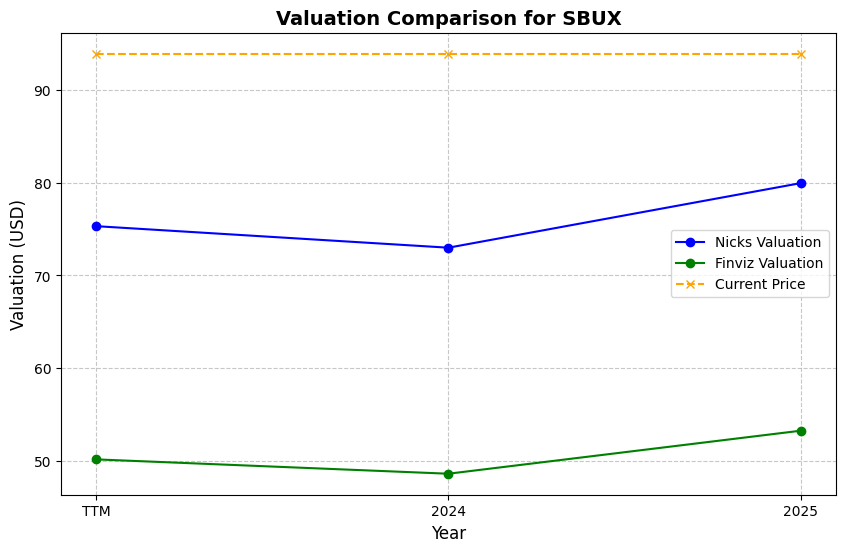 Valuation Comparison for SBUX
Valuation (USD)
90
80
70
60
50
Nicks Valuation
Finviz Valuation
Current Price
TTM
2024
2025
Year